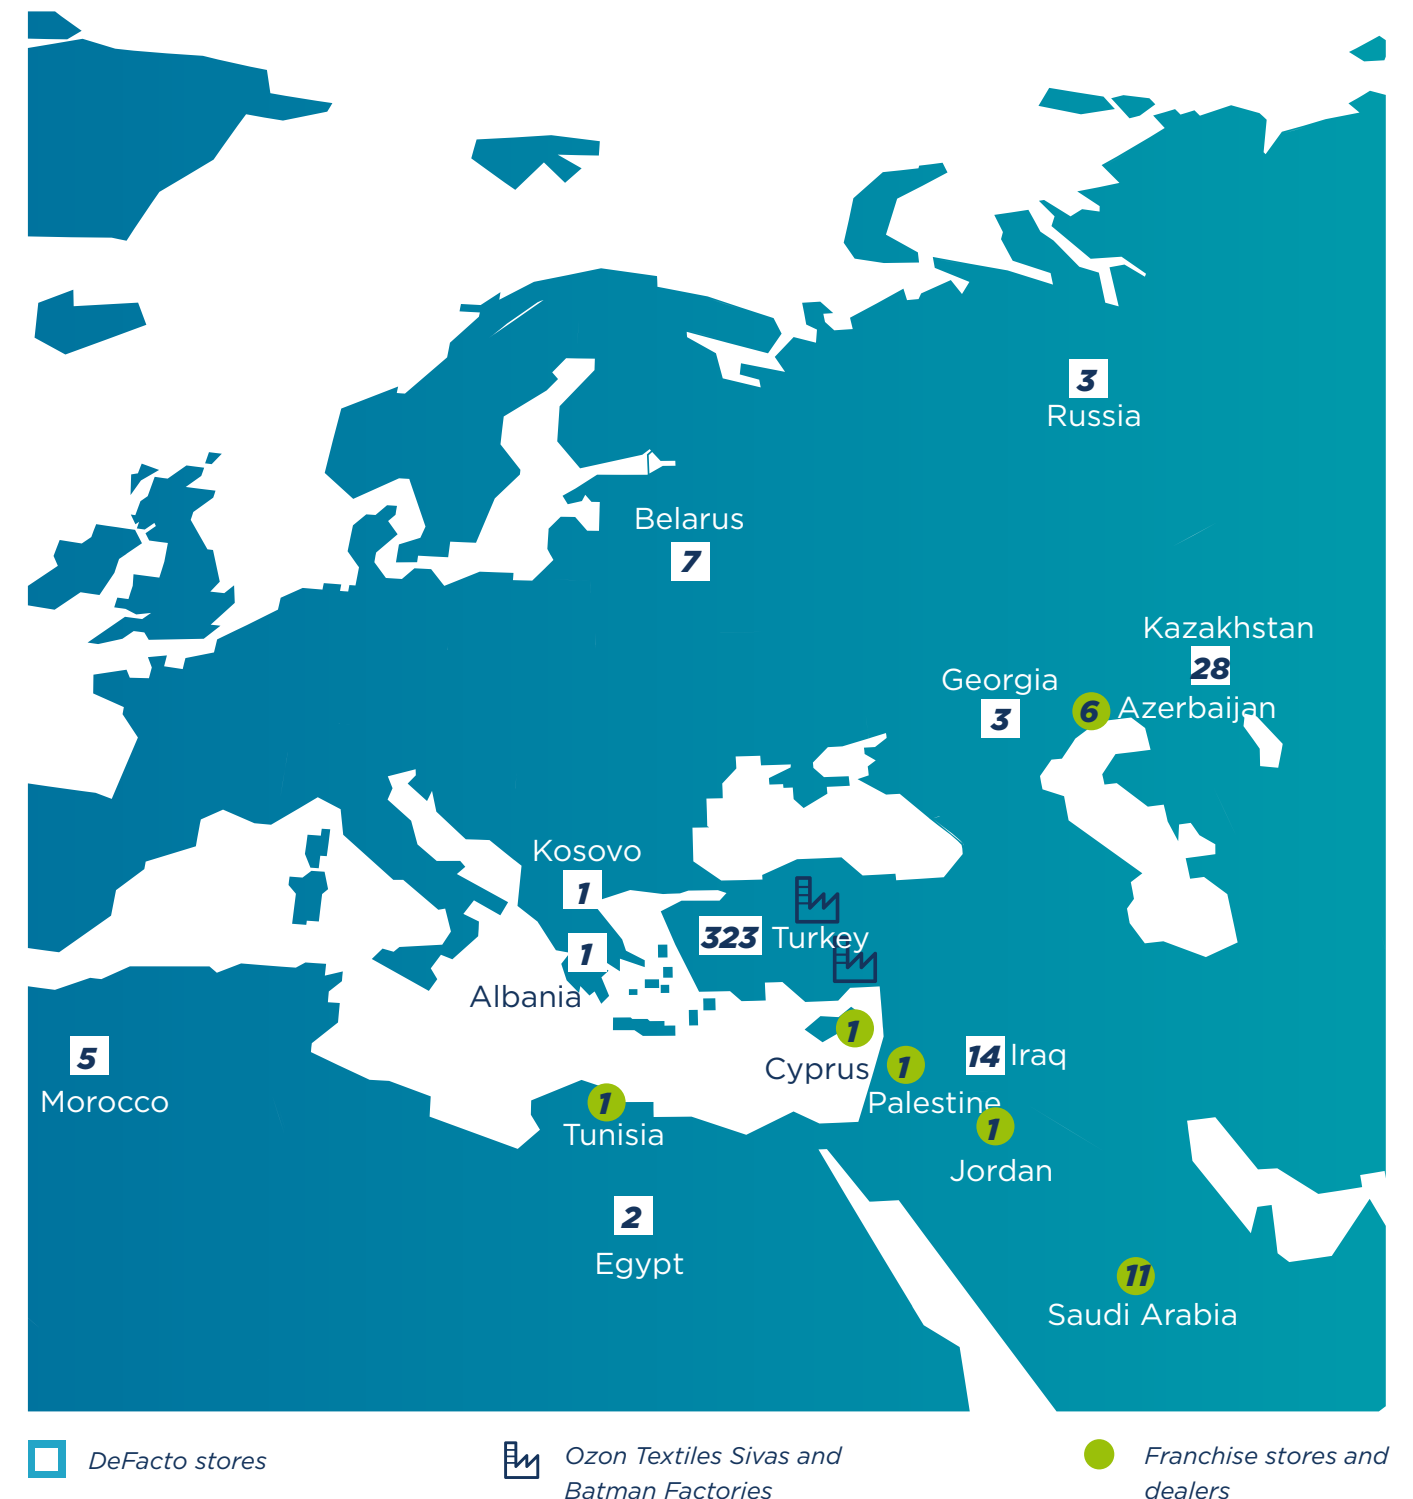 3
Russia
Belarus
7
Kazakhstan
28
Georgia
3
6 Azerbaijan
Kosovo
1
323 Turkey
1
Albania
1
Cyprus
1
Palestine
14 Iraq
5
Morocco
1
Tunisia
1
Jordan
2
Egypt
11
Saudi Arabia
DeFacto stores
Ozon Textiles Sivas and
Batman Factories
Franchise stores and
dealers